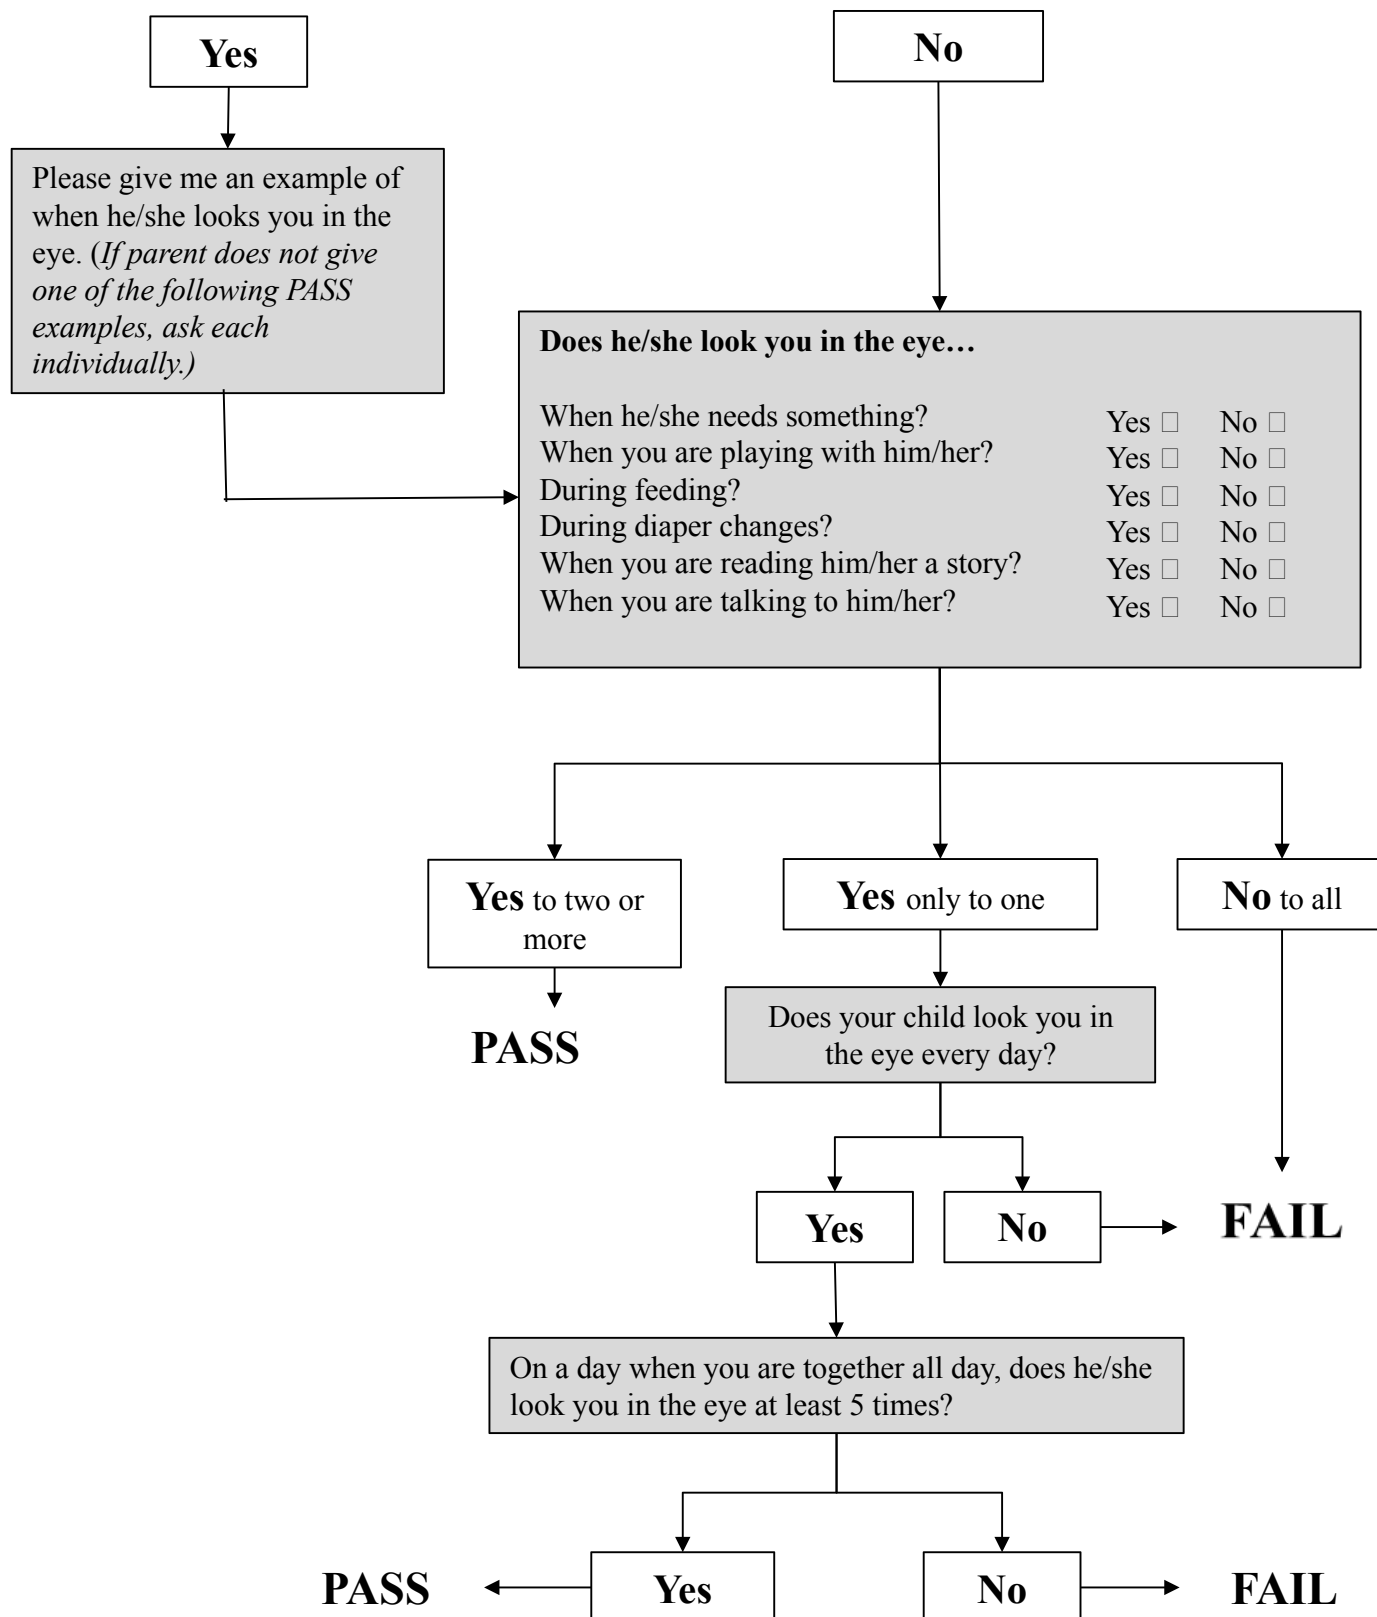 Yes
No
Please give me an example of
when he/she looks you in the
eye. (If parent does not give
one of the following PASS
examples, ask each
individually.)
Does he/she look you in the eye…
When he/she needs something? Yes □ No □
When you are playing with him/her? Yes □ No □
During feeding? Yes □ No □
During diaper changes? Yes □ No □
When you are reading him/her a story? Yes □ No □
When you are talking to him/her? Yes □ No □
Yes to two or
more
Yes only to one
No to all
PASS
Does your child look you in
the eye every day?
Yes
No
FAIL
On a day when you are together all day, does he/she
look you in the eye at least 5 times?
PASS
Yes
No
FAIL